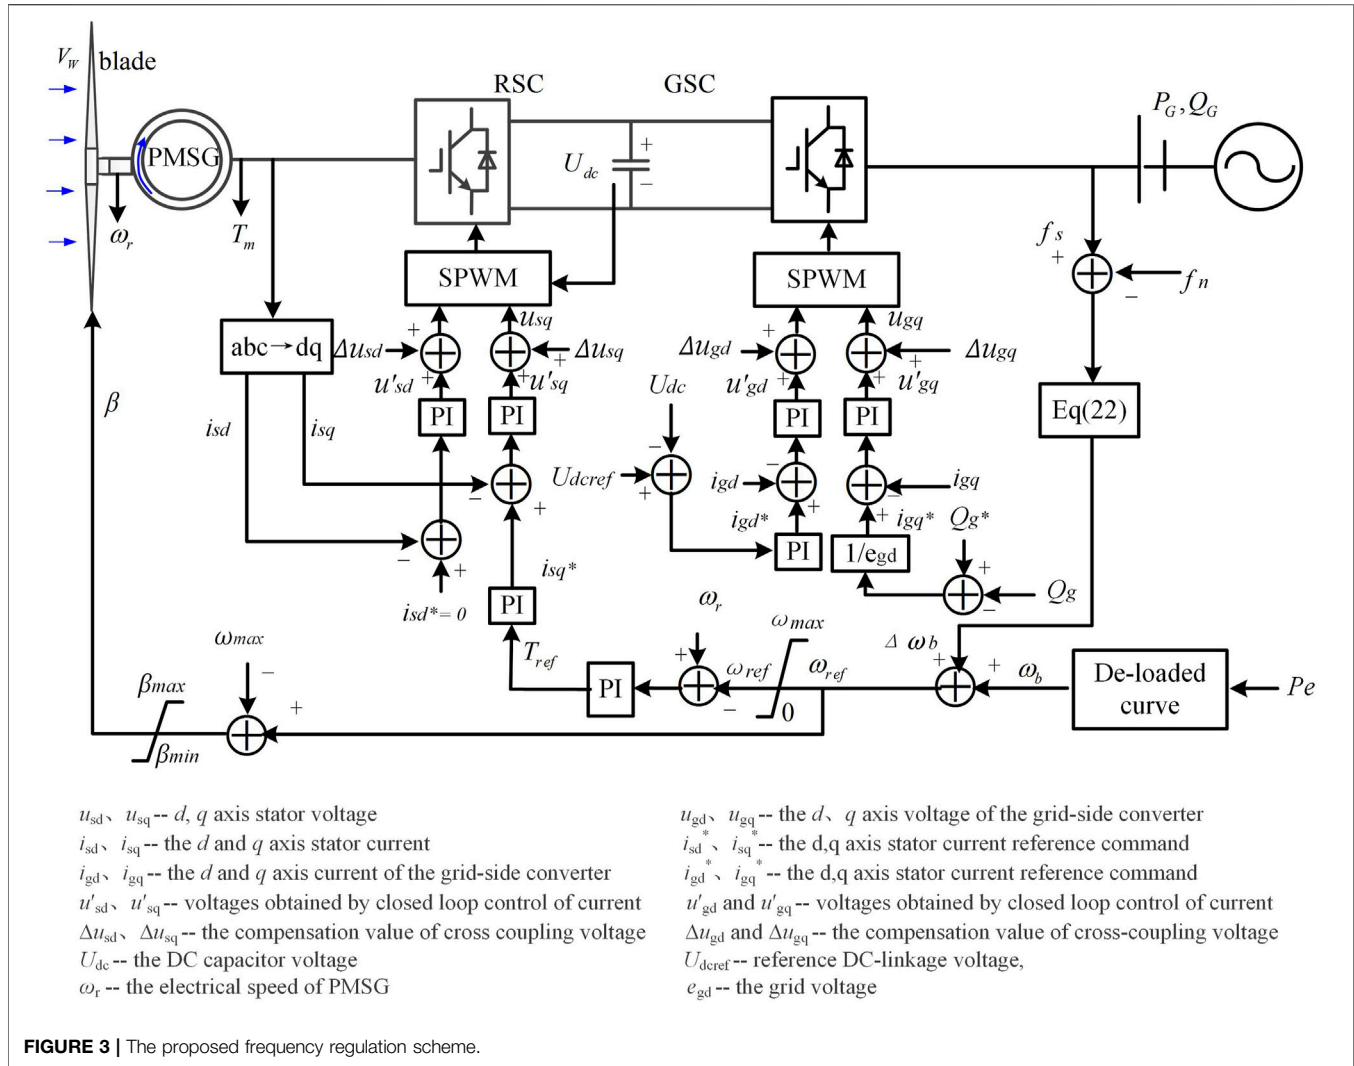 V_W blade
RSC GSC
P_G, Q_G
PMSG
U_dc + −
ω_r T_m
f_s + − f_n
SPWM SPWM
abc→dq
Δu_sd + u_sq Δu_sq +
Δu_gd + u_gq Δu_gq +
u'_sd + + u'_sq
u'_gd + + u'_gq
U_dc
Eq(22)
β
PI PI PI PI
i_sd i_sq
− U_dcref +
i_gd − + − i_gq
− + − +
i_gd* + i_gq* Q_g*
PI 1/e_gd +
i_sq* PI
− Q_g
i_sd*= 0
ω_r ω_max
ω_max
Δ ω_b +
T_ref
+ ω_ref ω_ref + ω_b
De-loaded
curve
P_e
PI − 0
β_max − +
β_min
u_sd、u_sq -- d, q axis stator voltage
i_sd、i_sq -- the d and q axis stator current
i_gd、i_gq -- the d and q axis current of the grid-side converter
u'_sd、u'_sq -- voltages obtained by closed loop control of current
Δu_sd、Δu_sq -- the compensation value of cross coupling voltage
U_dc -- the DC capacitor voltage
ω_r -- the electrical speed of PMSG
u_gd、u_gq -- the d、q axis voltage of the grid-side converter
i_sd*、i_sq* -- the d,q axis stator current reference command
i_gd*、i_gq* -- the d,q axis stator current reference command
u'_gd and u'_gq -- voltages obtained by closed loop control of current
Δu_gd and Δu_gq -- the compensation value of cross-coupling voltage
U_dcref -- reference DC-linkage voltage,
e_gd -- the grid voltage
FIGURE 3 | The proposed frequency regulation scheme.